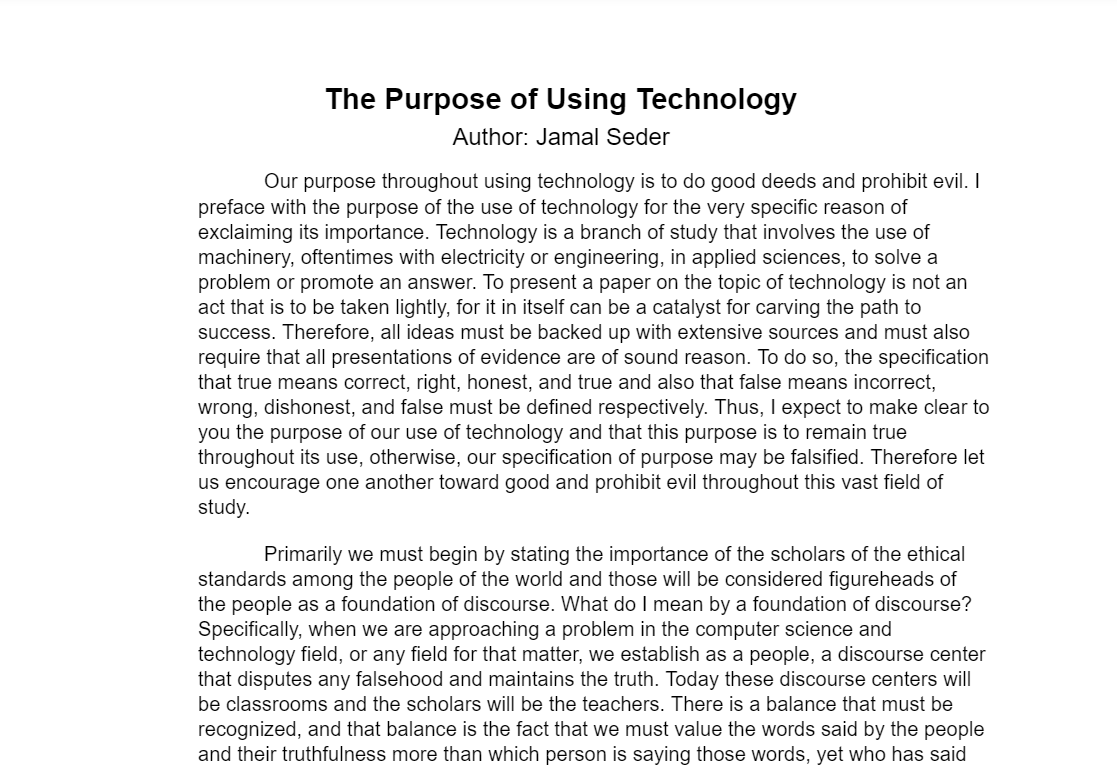 The Purpose of Using Technology
Author: Jamal Seder
Our purpose throughout using technology is to do good deeds and prohibit evil. I
preface with the purpose of the use of technology for the very specific reason of
exclaiming its importance. Technology is a branch of study that involves the use of
machinery, oftentimes with electricity or engineering, in applied sciences, to solve a
problem or promote an answer. To present a paper on the topic of technology is not an
act that is to be taken lightly, for it in itself can be a catalyst for carving the path to
success. Therefore, all ideas must be backed up with extensive sources and must also
require that all presentations of evidence are of sound reason. To do so, the specification
that true means correct, right, honest, and true and also that false means incorrect,
wrong, dishonest, and false must be defined respectively. Thus, I expect to make clear to
you the purpose of our use of technology and that this purpose is to remain true
throughout its use, otherwise, our specification of purpose may be falsified. Therefore let
us encourage one another toward good and prohibit evil throughout this vast field of
study.
Primarily we must begin by stating the importance of the scholars of the ethical
standards among the people of the world and those will be considered figureheads of
the people as a foundation of discourse. What do I mean by a foundation of discourse?
Specifically, when we are approaching a problem in the computer science and
technology field, or any field for that matter, we establish as a people, a discourse center
that disputes any falsehood and maintains the truth. Today these discourse centers will
be classrooms and the scholars will be the teachers. There is a balance that must be
recognized, and that balance is the fact that we must value the words said by the people
and their truthfulness more than which person is saying those words, yet who has said